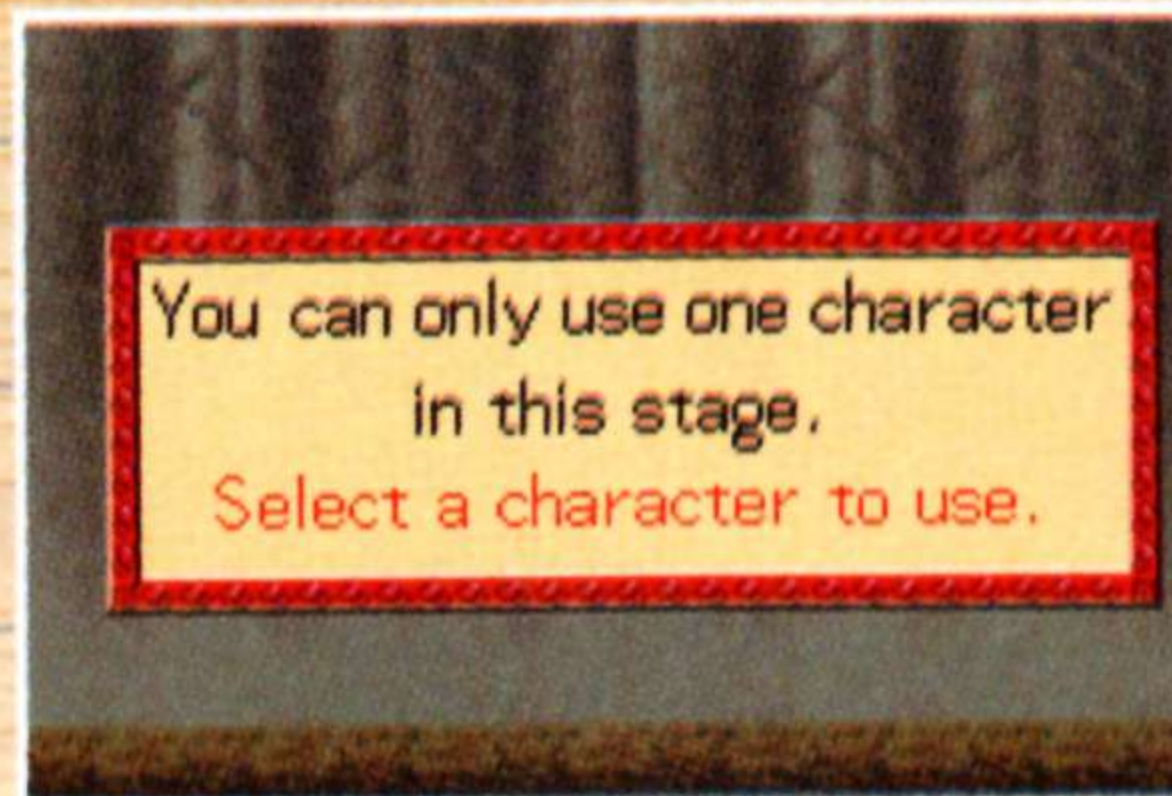 You can only use one character
in this stage.
Select a character to use.